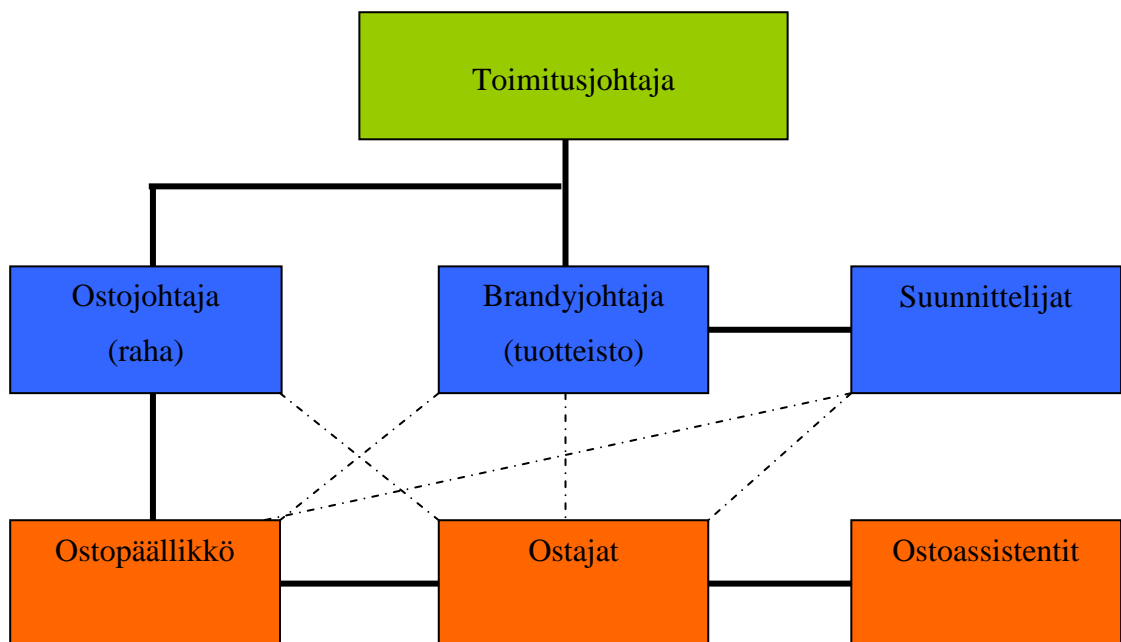 Toimitusjohtaja
Ostojohtaja
(raha)
Brandyjohtaja
(tuotteisto)
Suunnittelijat
Ostopäällikkö
Ostajat
Ostoassistentit